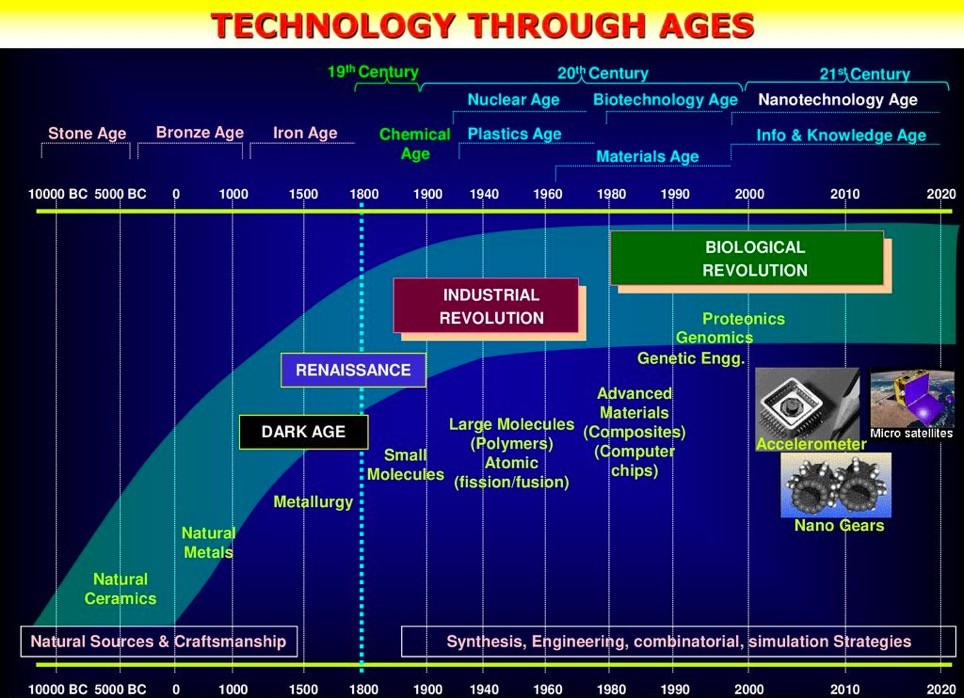 TECHNOLOGY THROUGH AGES
19th Century
20th Century
21st Century
Nuclear Age
Biotechnology Age
Nanotechnology Age
Stone Age
Bronze Age
Iron Age
Chemical
Age
Plastics Age
Info & Knowledge Age
Materials Age
10000 BC 5000 BC 0 1000 1500 1800 1900 1940 1960 1980 1990 2000 2010 2020
BIOLOGICAL
REVOLUTION
INDUSTRIAL
REVOLUTION
Proteonics
Genomics
Genetic Engg.
RENAISSANCE
DARK AGE
Advanced
Materials
(Composites)
(Computer
chips)
Large Molecules
(Polymers)
Atomic
(fission/fusion)
Small
Molecules
Metallurgy
Natural
Metals
Natural
Ceramics
Accelerometer
Micro satellites
Nano Gears
Natural Sources & Craftsmanship
Synthesis, Engineering, combinatorial, simulation Strategies
10000 BC 5000 BC 0 1000 1500 1800 1900 1940 1960 1980 1990 2000 2010 2020